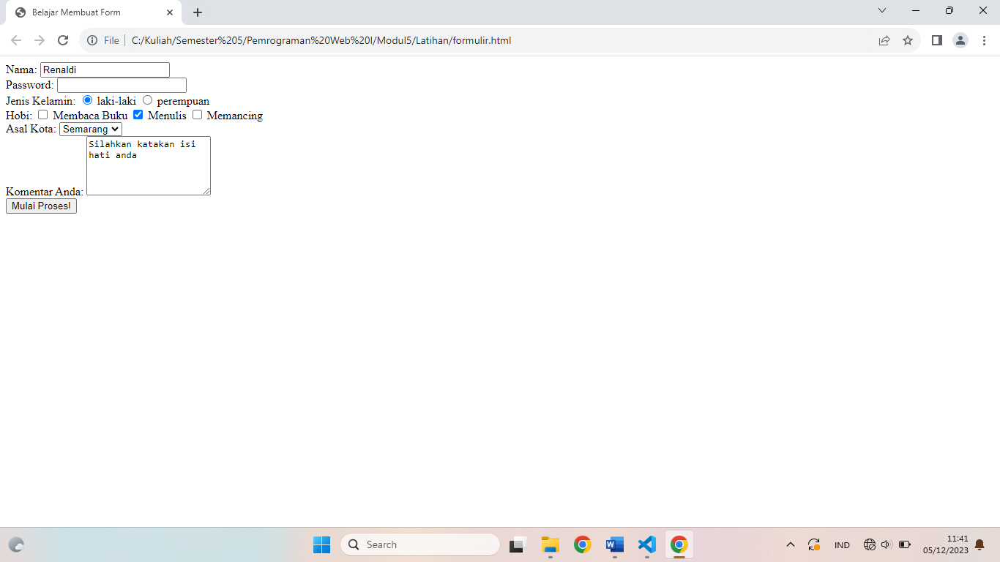 Belajar Membuat Form
File
C:/Kuliah/Semester%205/Pemrograman%20Web%20I/Modul5/Latihan/formulir.html
Nama: Renaldi
Password:
Jenis Kelamin: laki-laki perempuan
Hobi: Membaca Buku Menulis Memancing
Asal Kota: Semarang
Silahkan katakan isi
hati anda
Komentar Anda:
Mulai Proses!
Search
IND
11:41
05/12/2023